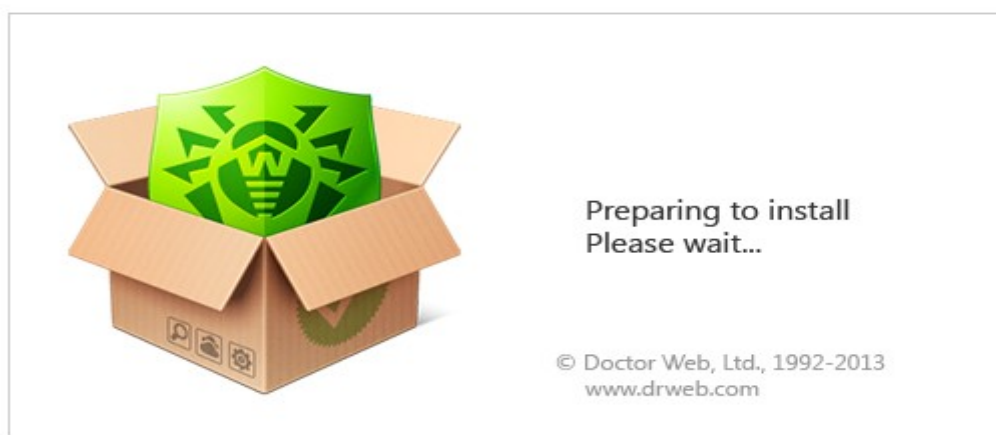 W
Preparing to install
Please wait...
© Doctor Web, Ltd., 1992-2013
www.drweb.com